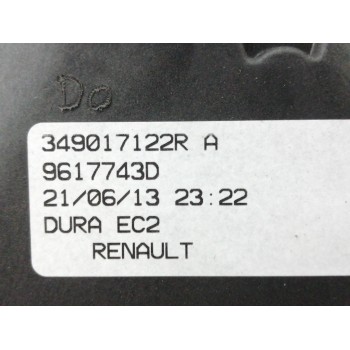 Do
349017122R A
9617743D
21/06/13 23:22
DURA EC2
RENAULT